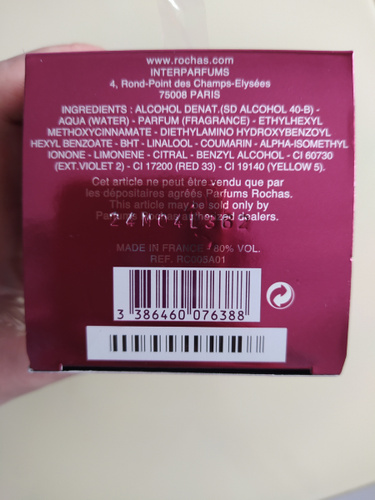 www.rochas.com
INTERPARFUMS
4, Rond-Point des Champs-Elysées
75008 PARIS
INGREDIENTS : ALCOHOL DENAT.(SD ALCOHOL 40-B) -
AQUA (WATER) - PARFUM (FRAGRANCE) - ETHYLHEXYL
METHOXYCINNAMATE - DIETHYLAMINO HYDROXYBENZOYL
HEXYL BENZOATE - BHT - LINALOOL - COUMARIN - ALPHA-ISOMETHYL
IONONE - LIMONENE - CITRAL - BENZYL ALCOHOL - CI 60730
(EXT.VIOLET 2) - CI 17200 (RED 33) - CI 19140 (YELLOW 5).
Cet article ne peut être vendu que par
les dépositaires agréés Parfums Rochas.
This article may be sold only by
Parfums Rochas authorized dealers.
MADE IN FRANCE - 60% VOL.
REF. RC005A01
3 386460 076388